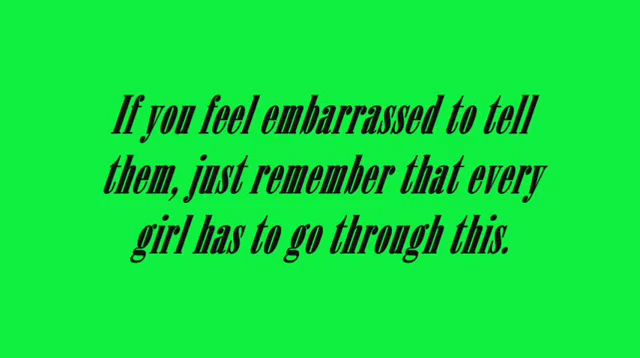 If you feel embarrassed to tell
them, just remember that every
girl has to go through this.